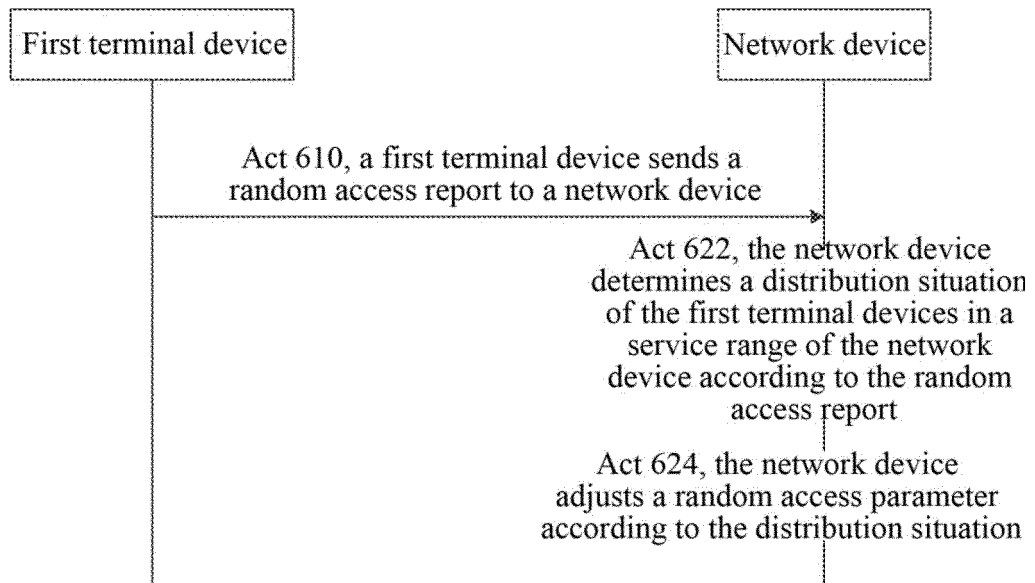 First terminal device
Network device
Act 610, a first terminal device sends a
random access report to a network device
Act 622, the network device
determines a distribution situation
of the first terminal devices in a
service range of the network
device according to the random
access report
Act 624, the network device
adjusts a random access parameter
according to the distribution situation